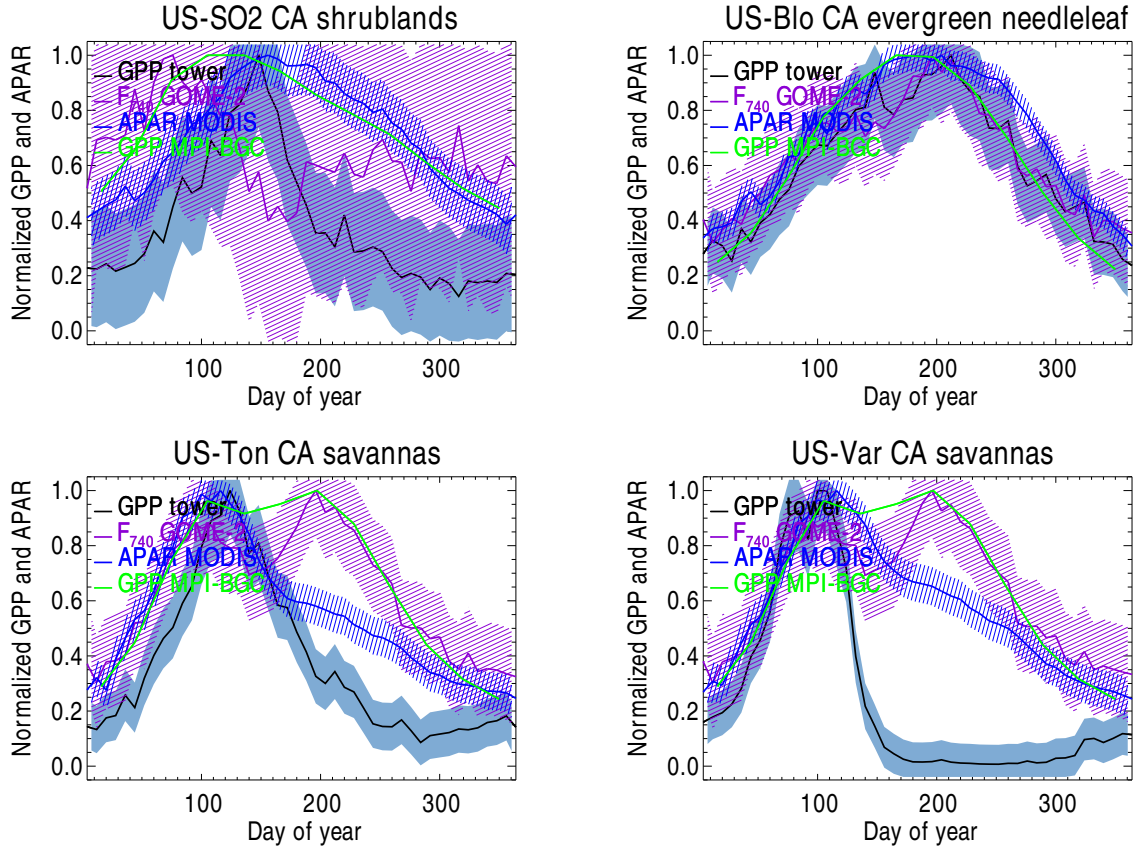 US-SO2 CA shrublands
Normalized GPP and APAR
1.0
0.8
0.6
0.4
0.2
0.0
GPP tower
F740 GOME-2
APAR MODIS
GPP MPI-BGC
100 200 300
Day of year
US-Blo CA evergreen needleleaf
Normalized GPP and APAR
1.0
0.8
0.6
0.4
0.2
0.0
GPP tower
F740 GOME-2
APAR MODIS
GPP MPI-BGC
100 200 300
Day of year
US-Ton CA savannas
Normalized GPP and APAR
1.0
0.8
0.6
0.4
0.2
0.0
GPP tower
F740 GOME-2
APAR MODIS
GPP MPI-BGC
100 200 300
Day of year
US-Var CA savannas
Normalized GPP and APAR
1.0
0.8
0.6
0.4
0.2
0.0
GPP tower
F740 GOME-2
APAR MODIS
GPP MPI-BGC
100 200 300
Day of year